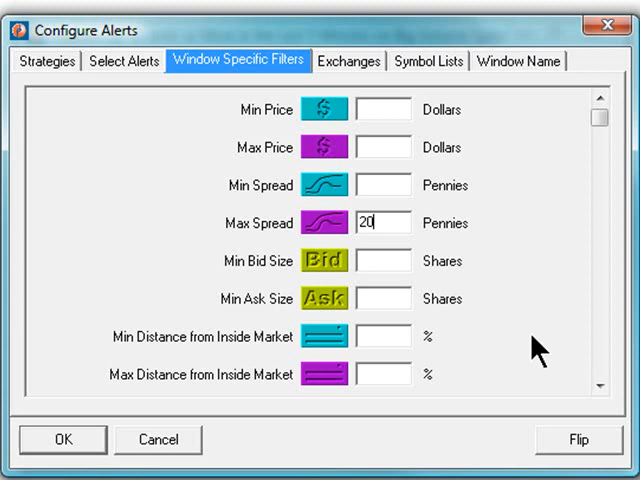 Configure Alerts
Strategies Select Alerts Window Specific Filters Exchanges Symbol Lists Window Name
Min Price $ Dollars
Max Price $ Dollars
Min Spread Pennies
Max Spread 20 Pennies
Min Bid Size Bid Shares
Min Ask Size Ask Shares
Min Distance from Inside Market %
Max Distance from Inside Market %
OK Cancel Flip